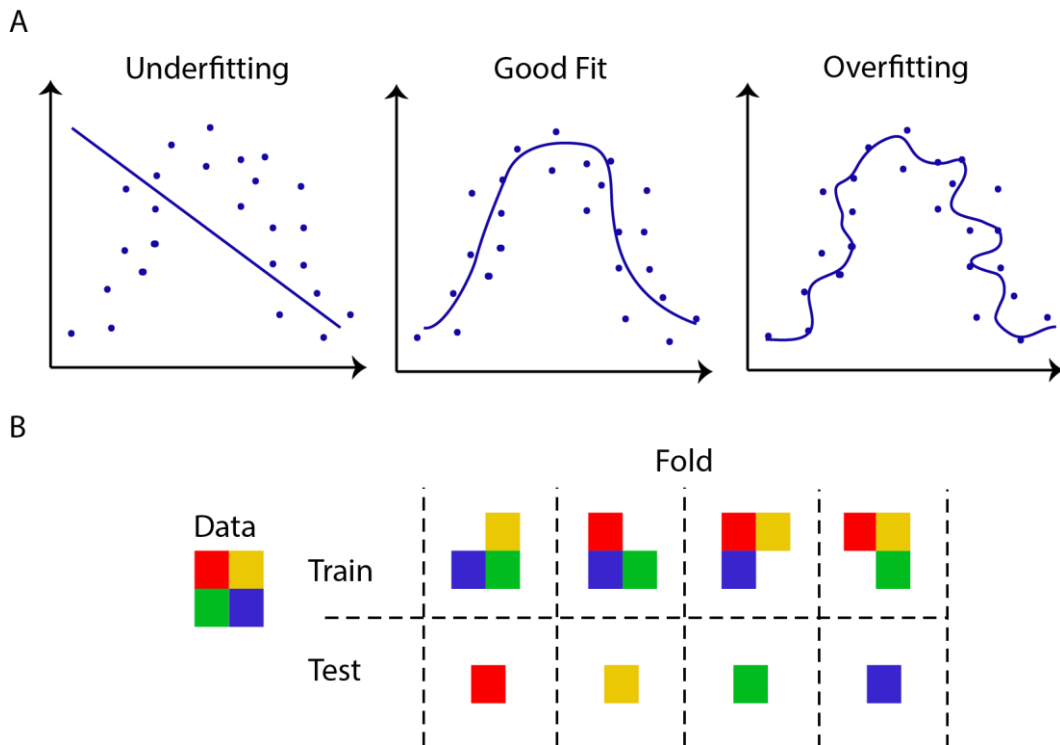 A
Underfitting
Good Fit
Overfitting
B
Fold
Data
Train
Test